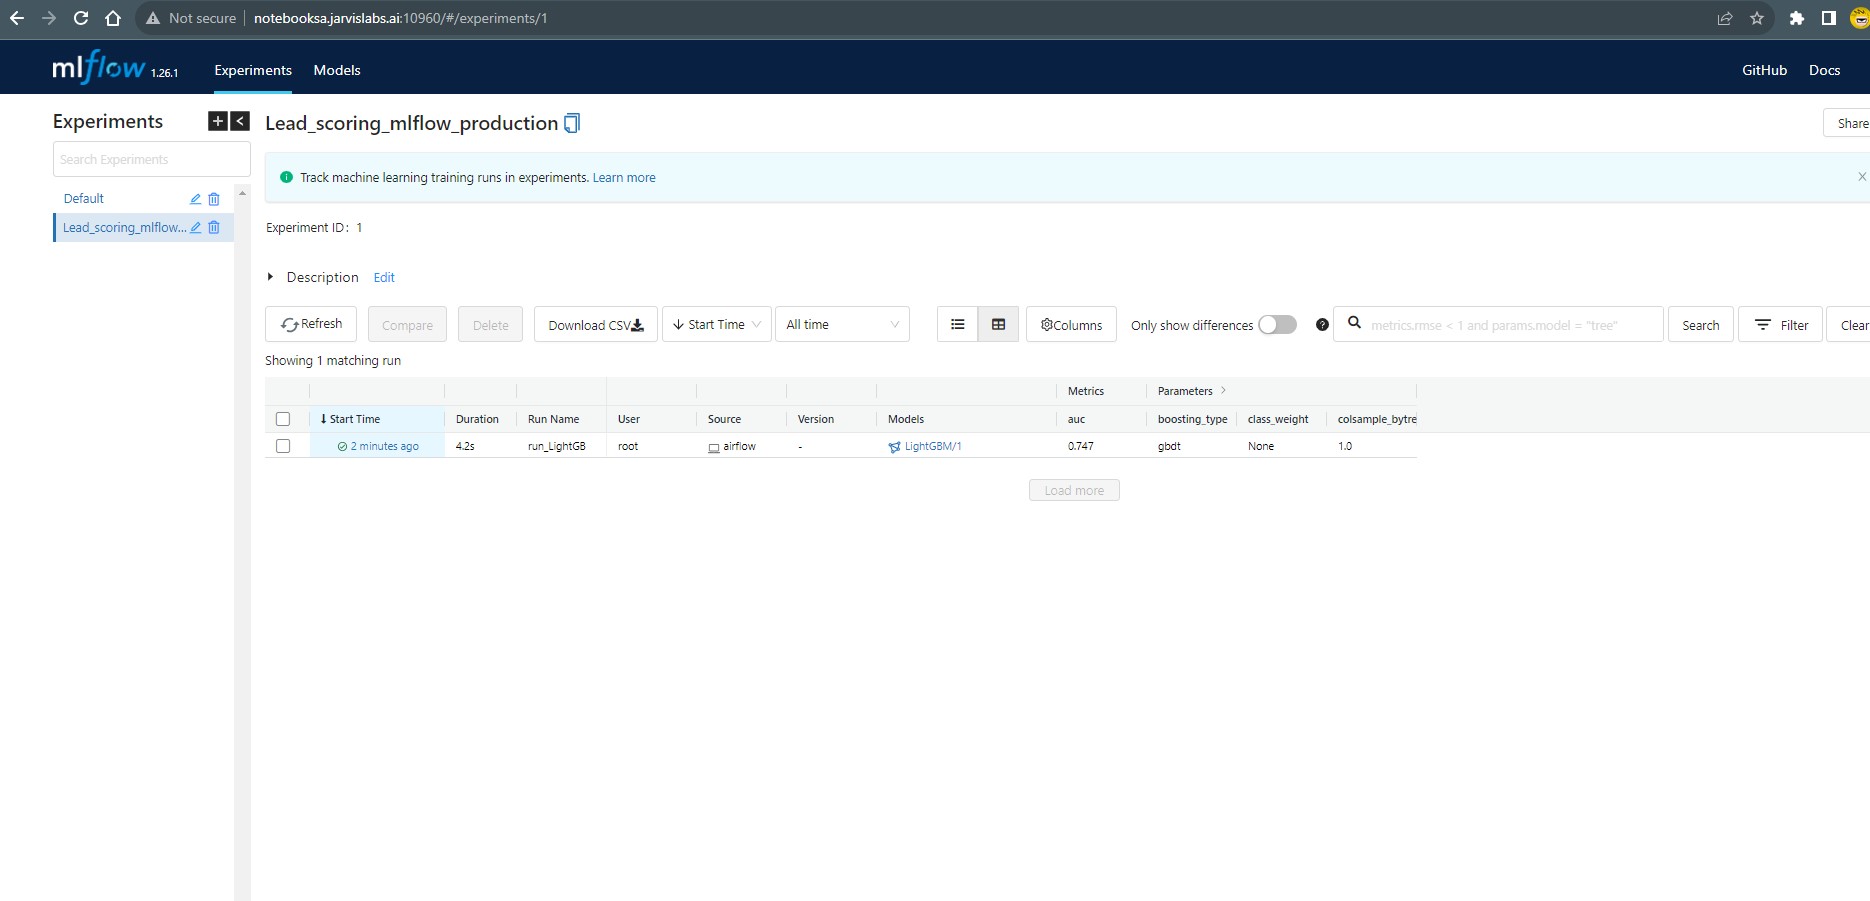 Not secure notebooksa.jarvislabs.ai:10960/#/experiments/1
mlflow 1.26.1 Experiments Models GitHub Docs
Experiments + <
Search Experiments
Default
Lead_scoring_mlflow...
Lead_scoring_mlflow_production
Share
Track machine learning training runs in experiments. Learn more
Experiment ID: 1
Description Edit
Refresh Compare Delete Download CSV Start Time All time Columns Only show differences metrics.rmse < 1 and params.model = "tree" Search Filter Clear
Showing 1 matching run
Metrics Parameters >
Start Time Duration Run Name User Source Version Models auc boosting_type class_weight colsample_bytre
2 minutes ago 4.2s run_LightGB root airflow - LightGBM/1 0.747 gbdt None 1.0
Load more